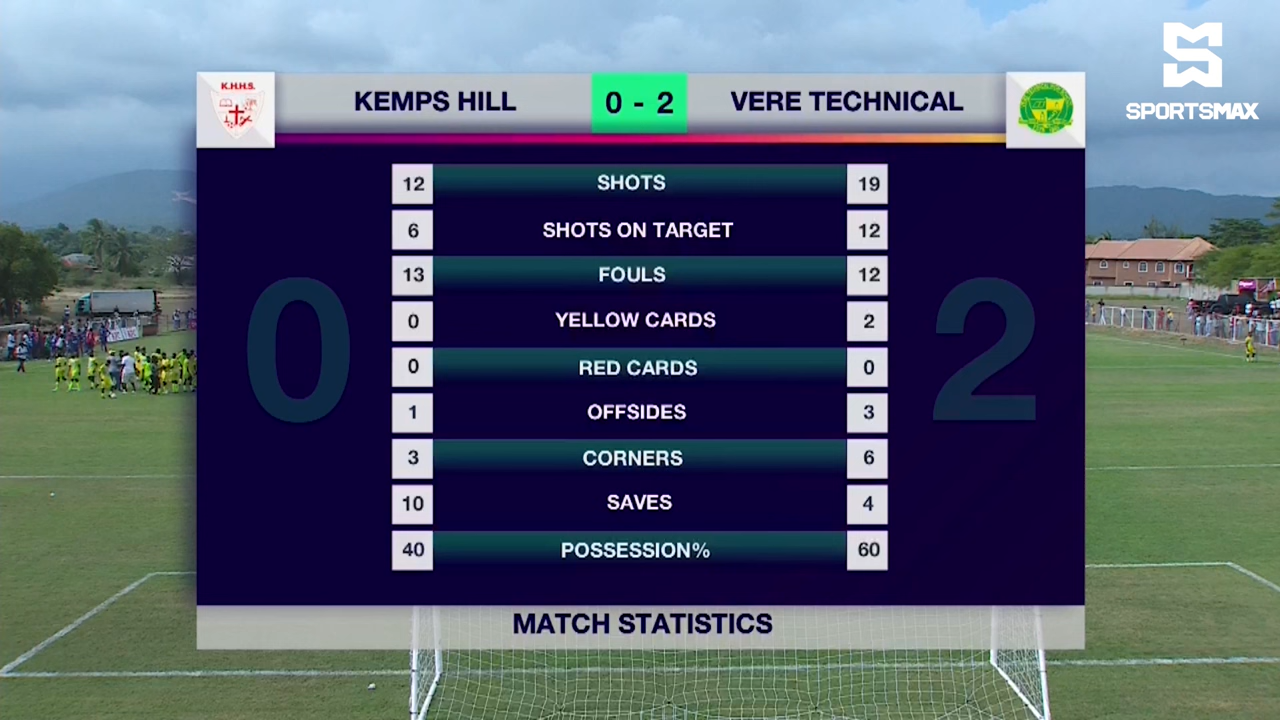 SPORTSMAX
K.H.H.S.
KEMPS HILL 0 - 2 VERE TECHNICAL
12 SHOTS 19
6 SHOTS ON TARGET 12
13 FOULS 12
0 YELLOW CARDS 2
0 RED CARDS 0
1 OFFSIDES 3
3 CORNERS 6
10 SAVES 4
40 POSSESSION% 60
0 2
MATCH STATISTICS